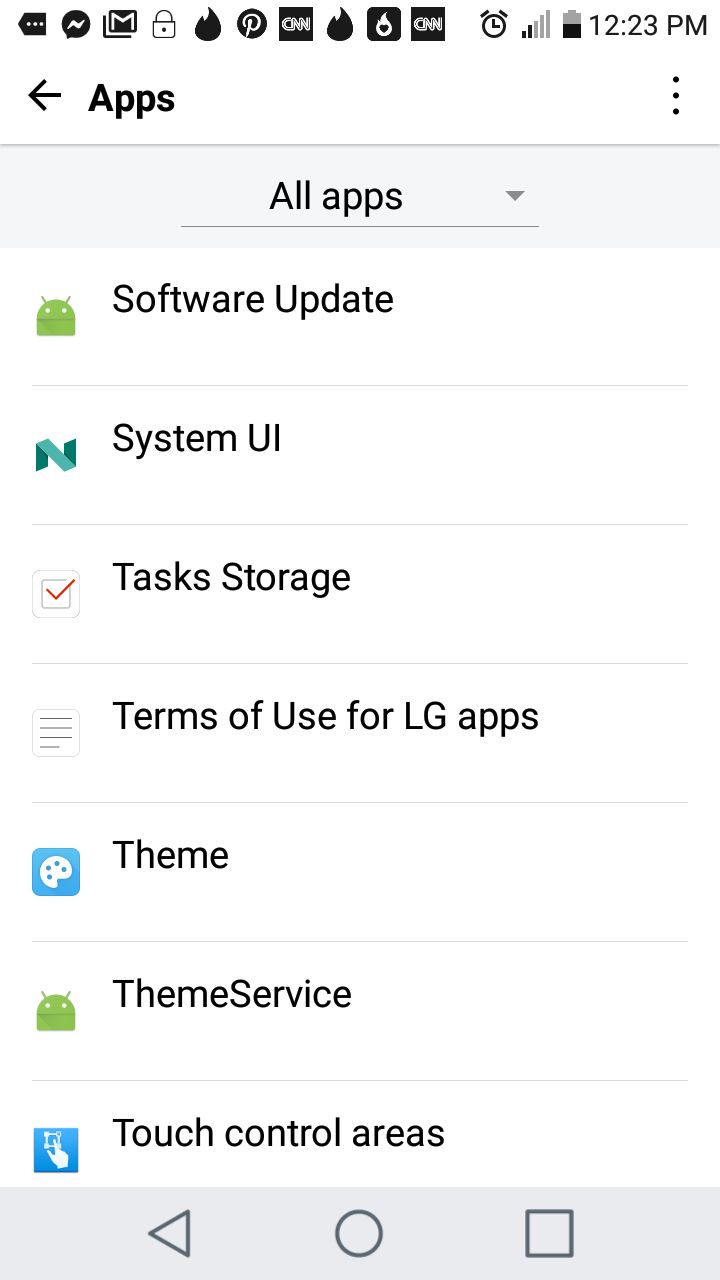 CNN CNN 12:23 PM
Apps
All apps
Software Update
System UI
Tasks Storage
Terms of Use for LG apps
Theme
ThemeService
Touch control areas